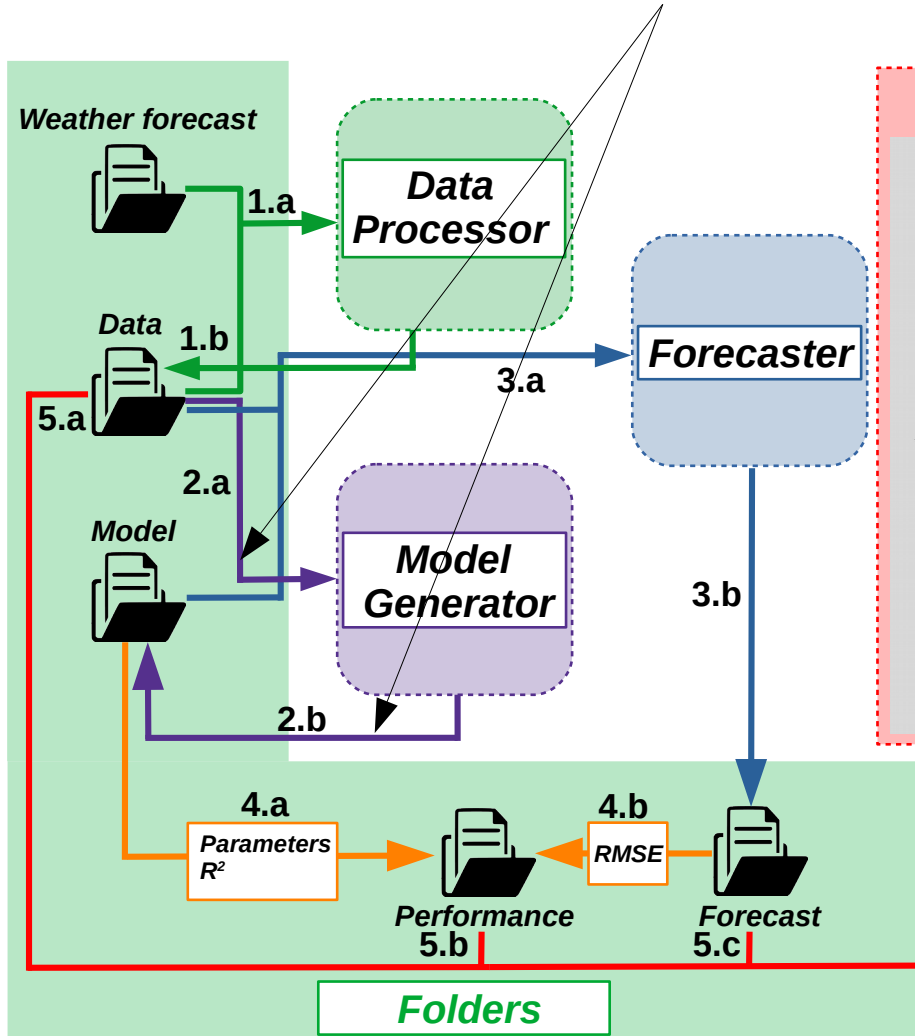 Weather forecast
1.a
Data
Processor
Data
1.b
Forecaster
3.a
5.a
2.a
Model
Model
Generator
3.b
2.b
4.a
4.b
Parameters
R²
RMSE
Performance
Forecast
5.b
5.c
Folders